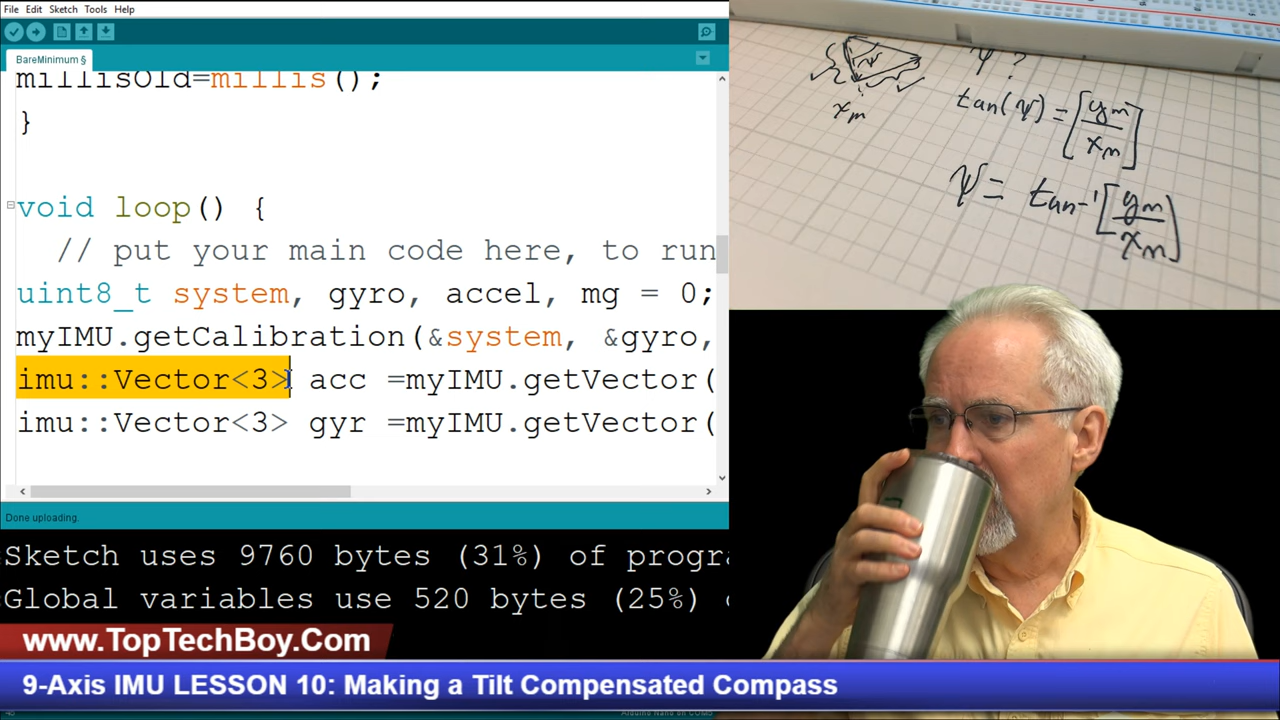 File Edit Sketch Tools Help
BareMinimum §
millisOld=millis();
}
void loop() {
// put your main code here, to run
uint8_t system, gyro, accel, mg = 0;
myIMU.getCalibration(&system, &gyro,
imu::Vector<3> acc =myIMU.getVector(
imu::Vector<3> gyr =myIMU.getVector(
Done uploading.
Sketch uses 9760 bytes (31%) of progra
Global variables use 520 bytes (25%) o
xm
Ψ ?
tan(Ψ) = [ym/xm]
Ψ = tan-1[ym/xm]
www.TopTechBoy.Com
9-Axis IMU LESSON 10: Making a Tilt Compensated Compass